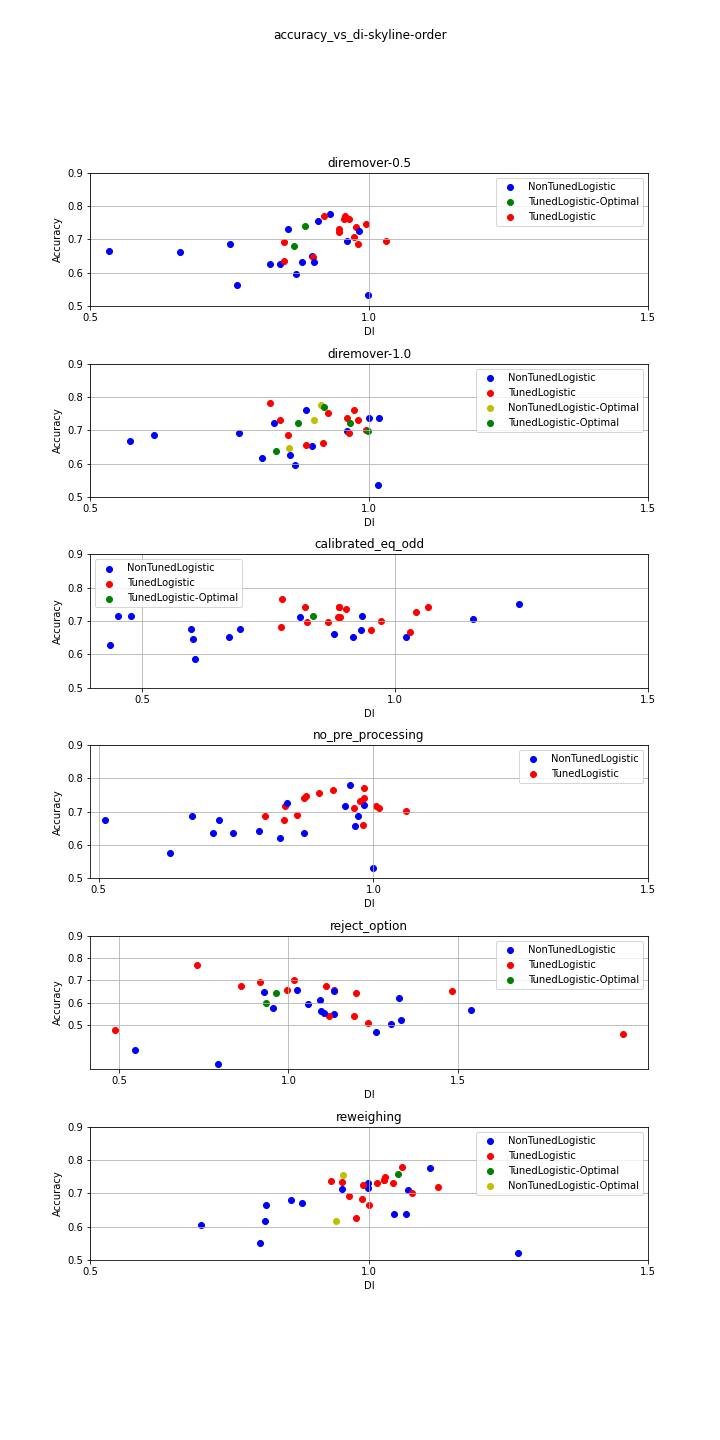 accuracy_vs_di-skyline-order
diremover-0.5
0.9
0.8
0.7
0.6
0.5
Accuracy
NonTunedLogistic
TunedLogistic-Optimal
TunedLogistic
0.5 1.0 1.5
DI
diremover-1.0
0.9
0.8
0.7
0.6
0.5
Accuracy
NonTunedLogistic
TunedLogistic
NonTunedLogistic-Optimal
TunedLogistic-Optimal
0.5 1.0 1.5
DI
calibrated_eq_odd
0.9
0.8
0.7
0.6
0.5
Accuracy
NonTunedLogistic
TunedLogistic
TunedLogistic-Optimal
0.5 1.0 1.5
DI
no_pre_processing
0.9
0.8
0.7
0.6
0.5
Accuracy
NonTunedLogistic
TunedLogistic
0.5 1.0 1.5
DI
reject_option
0.9
0.8
0.7
0.6
0.5
Accuracy
NonTunedLogistic
TunedLogistic
TunedLogistic-Optimal
0.5 1.0 1.5
DI
reweighing
0.9
0.8
0.7
0.6
0.5
Accuracy
NonTunedLogistic
TunedLogistic
TunedLogistic-Optimal
NonTunedLogistic-Optimal
0.5 1.0 1.5
DI